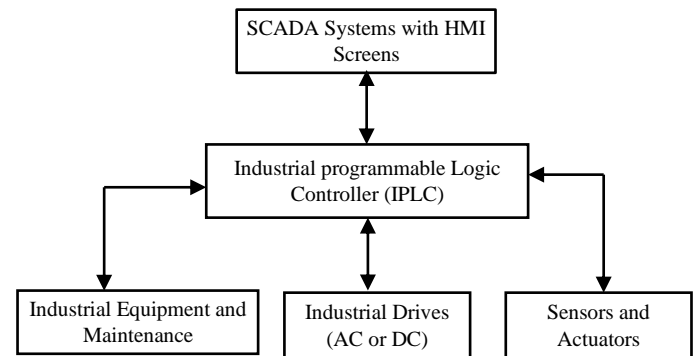 SCADA Systems with HMI
Screens
Industrial programmable Logic
Controller (IPLC)
Industrial Equipment and
Maintenance
Industrial Drives
(AC or DC)
Sensors and
Actuators